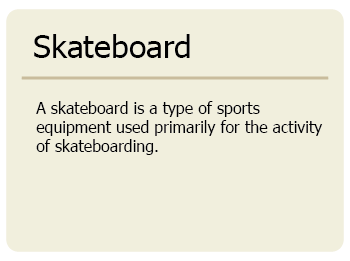 Skateboard
A skateboard is a type of sports
equipment used primarily for the activity
of skateboarding.